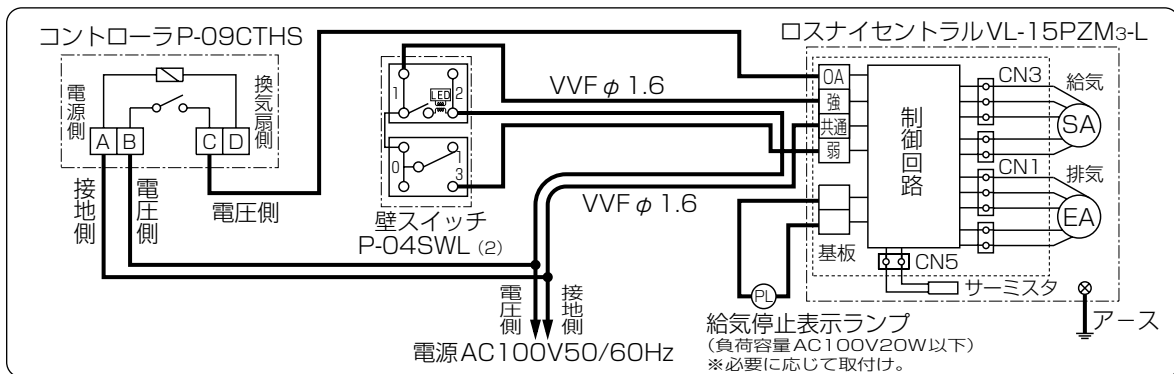 コントローラP-09CTHS
電源側
換気扇側
A B C D
接地側
電圧側
電圧側
1 2
LED
0 1
3
壁スイッチ
P-04SWL (2)
VVFφ1.6
VVFφ1.6
電圧側
接地側
電源AC100V50/60Hz
ロスナイセントラルVL-15PZM3-L
OA
強
共通
弱
基板
制御回路
CN3
給気
SA
CN1
排気
EA
CN5
サーミスタ
PL
給気停止表示ランプ
(負荷容量AC100V20W以下)
※必要に応じて取付け。
アース